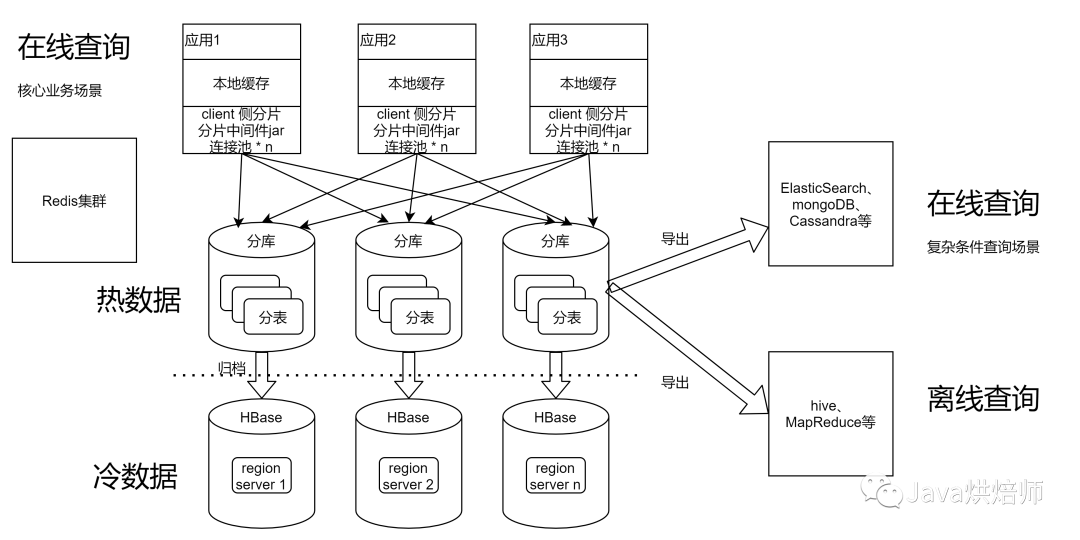 在线查询
核心业务场景
应用1
应用2
应用3
本地缓存
本地缓存
本地缓存
client 侧分片
分片中间件jar
连接池 * n
client 侧分片
分片中间件jar
连接池 * n
client 侧分片
分片中间件jar
连接池 * n
Redis集群
ElasticSearch、
mongoDB、
Cassandra等
在线查询
复杂条件查询场景
分库
分库
分库
导出
热数据
分表
分表
分表
归档
导出
hive、
MapReduce等
离线查询
HBase
HBase
HBase
冷数据
region
server 1
region
server 2
region
server n
Java烘焙师